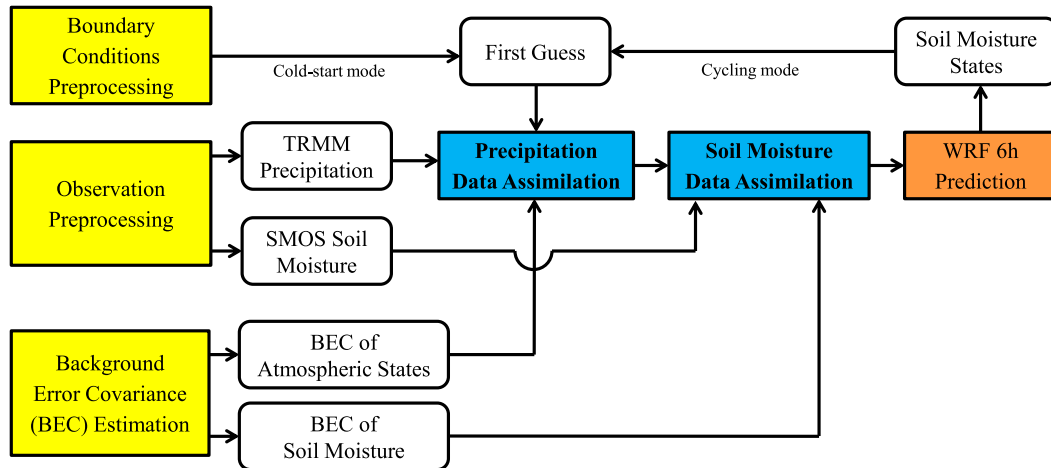 Boundary
Conditions
Preprocessing
Cold-start mode
First Guess
Cycling mode
Soil Moisture
States
Observation
Preprocessing
TRMM
Precipitation
Precipitation
Data Assimilation
Soil Moisture
Data Assimilation
WRF 6h
Prediction
SMOS Soil
Moisture
Background
Error Covariance
(BEC) Estimation
BEC of
Atmospheric States
BEC of
Soil Moisture